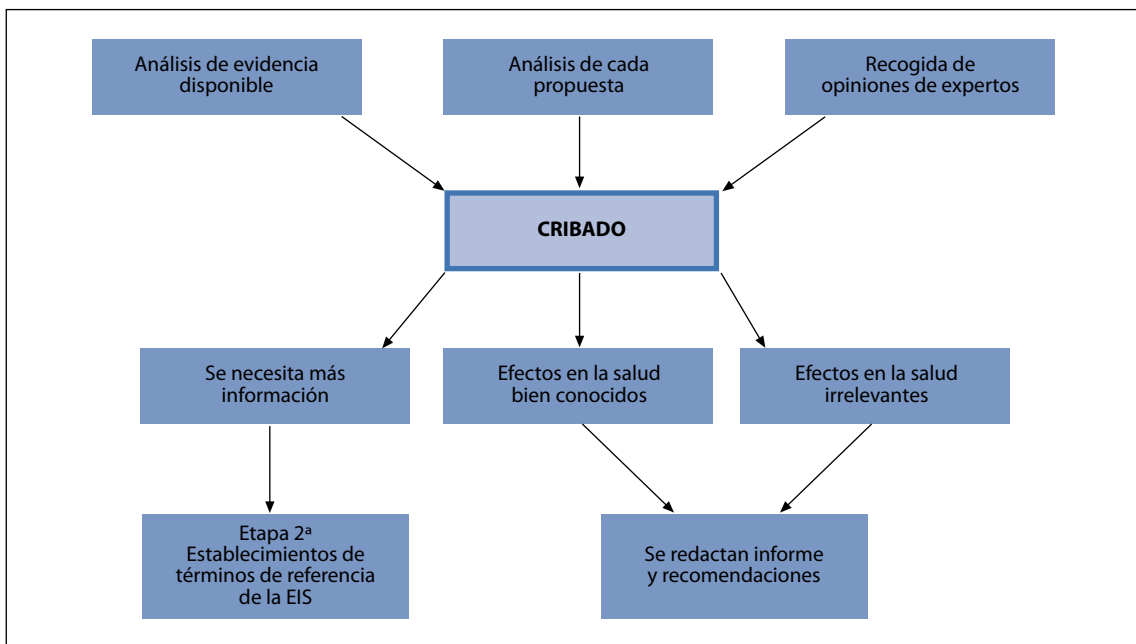 Análisis de evidencia
disponible
Análisis de cada
propuesta
Recogida de
opiniones de expertos
CRIBADO
Se necesita más
información
Efectos en la salud
bien conocidos
Efectos en la salud
irrelevantes
Etapa 2ª
Establecimientos de
términos de referencia
de la EIS
Se redactan informe
y recomendaciones